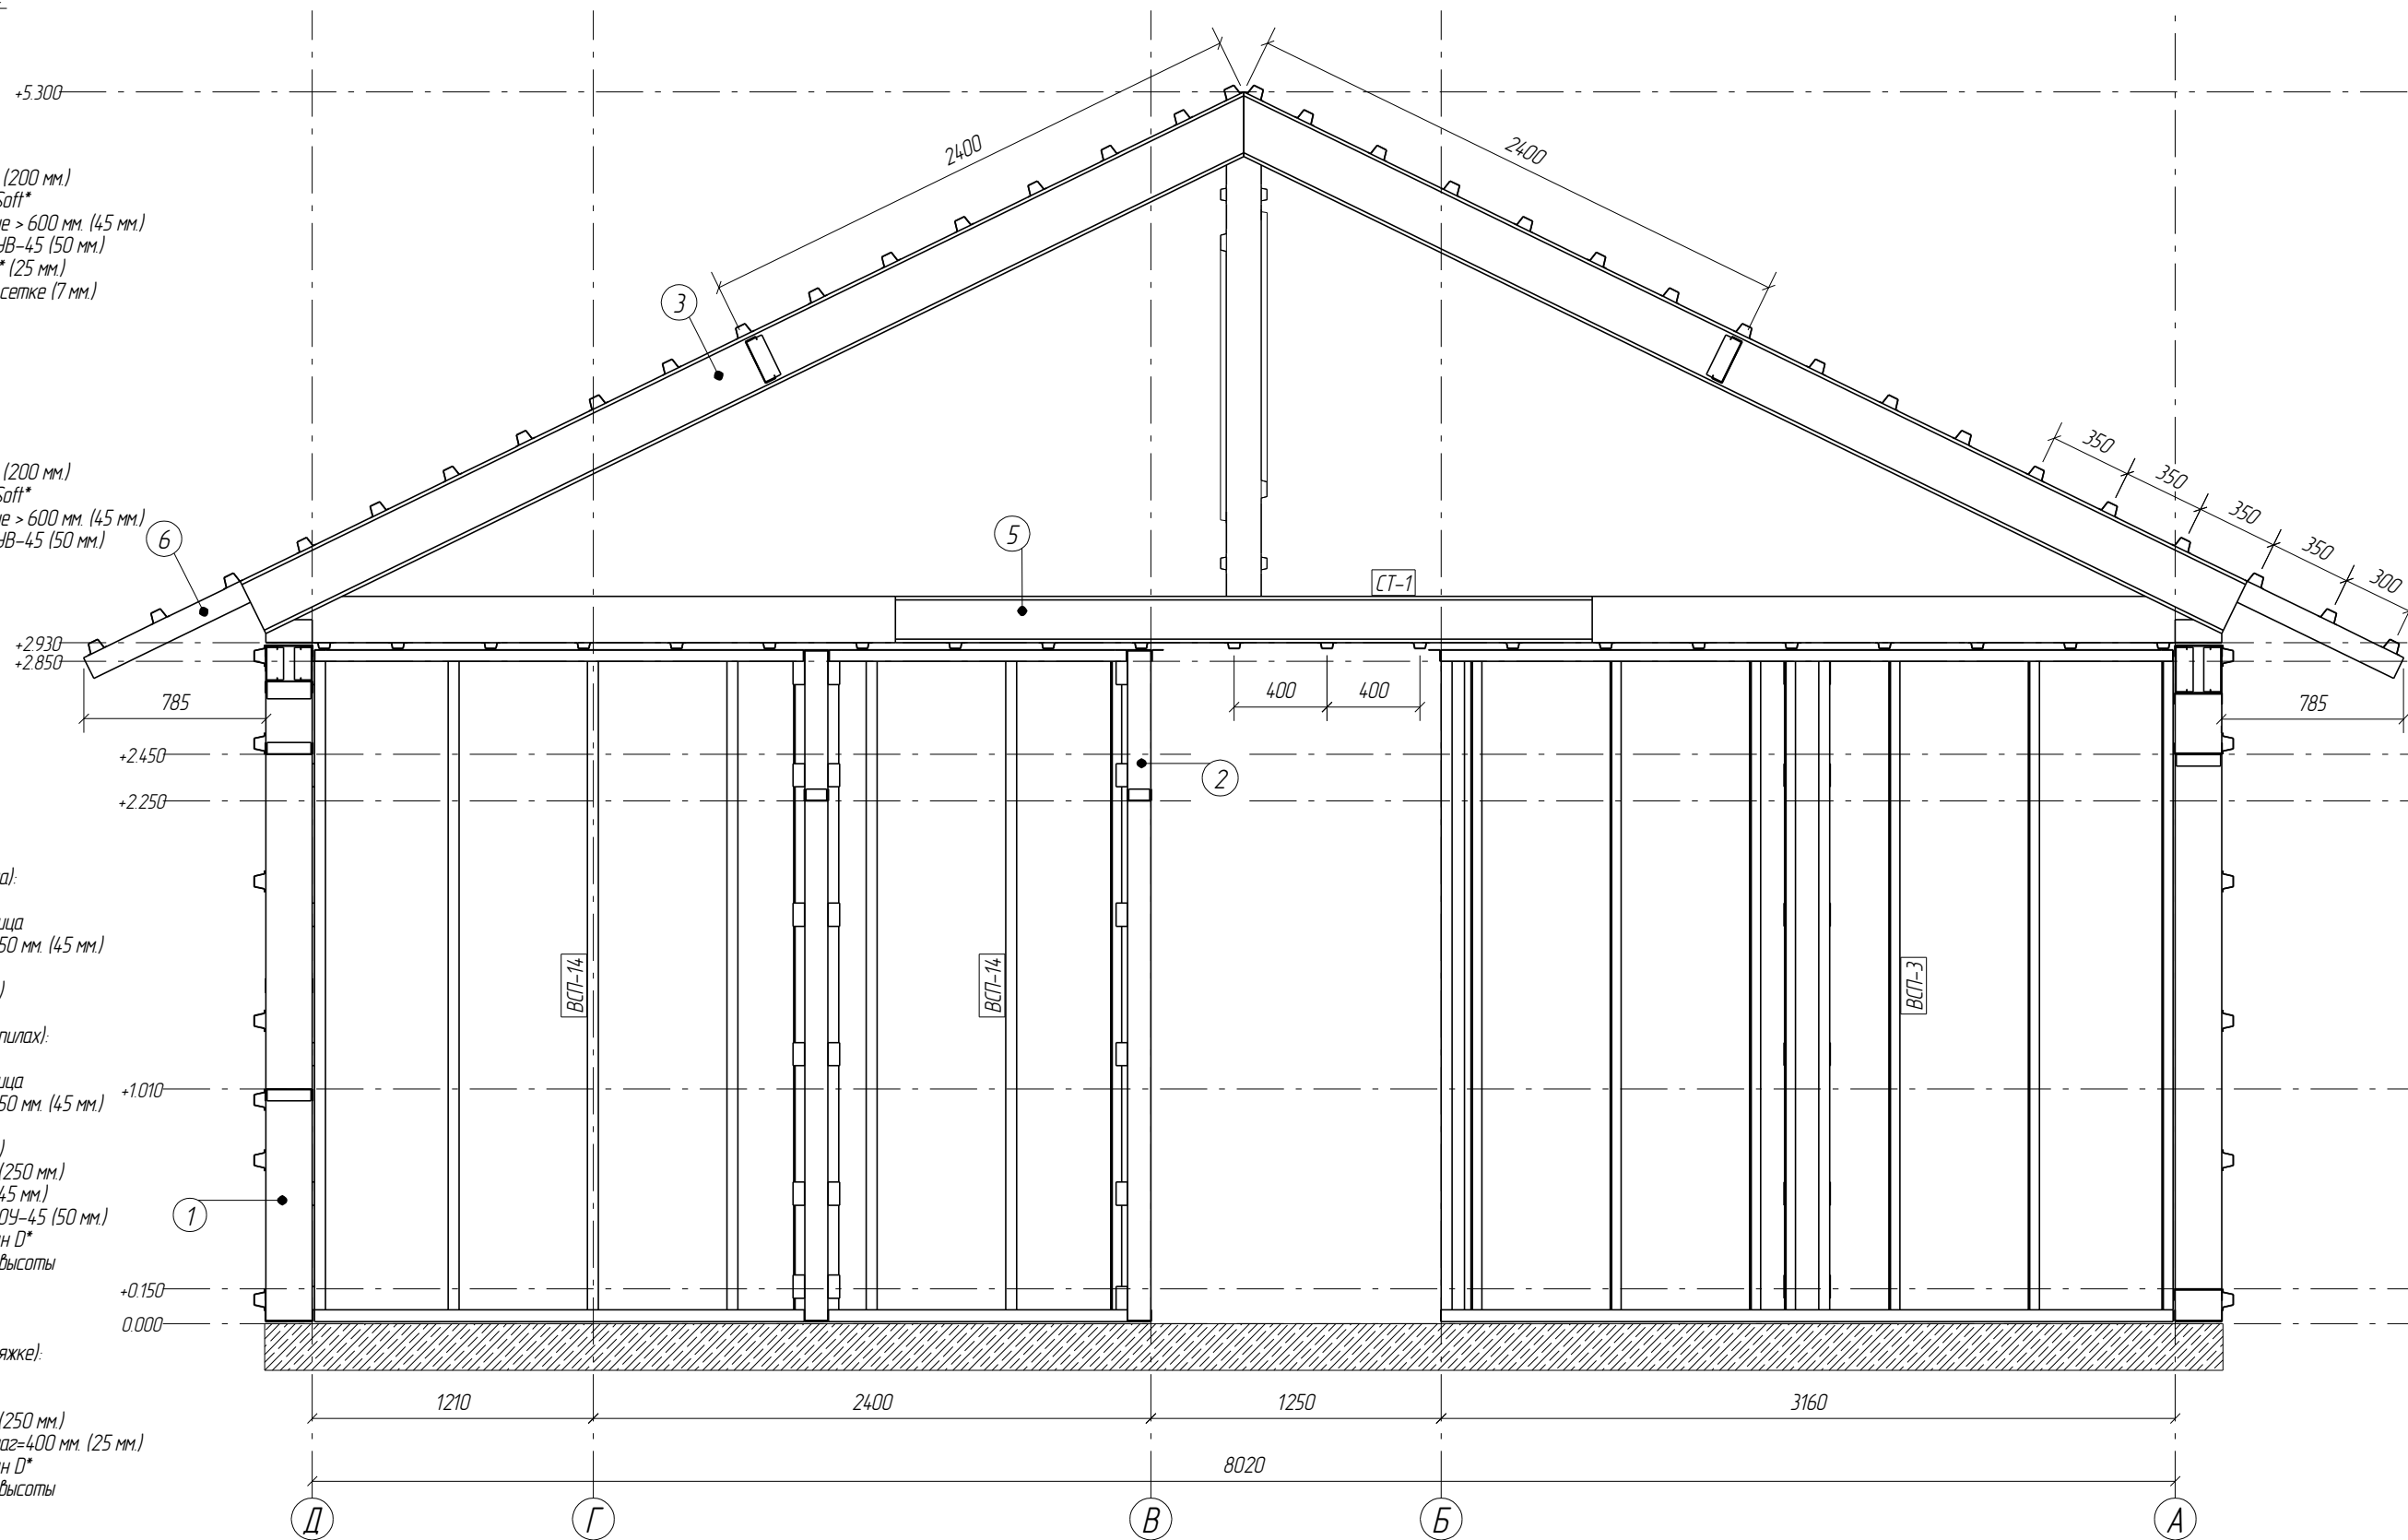 +5.300
2400
2400
(200 мм.)
Soft*
> 600 мм. (45 мм.)
УВ-45 (50 мм.)
* (25 мм.)
сетке (7 мм.)
3
(200 мм.)
Soft*
> 600 мм. (45 мм.)
УВ-45 (50 мм.)
6
5
СТ-1
350
350
350
350
300
+2.930
+2.850
785
400
400
785
+2.450
+2.250
2
50 мм. (45 мм.)
ВСП-14
ВСП-14
ВСП-3
+1.010
50 мм. (45 мм.)
(250 мм.)
45 мм.)
ОУ-45 (50 мм.)
н D*
высоты
1
+0.150
0.000
яжке):
(250 мм.)
аг=400 мм. (25 мм.)
н D*
высоты
1210
2400
1250
3160
8020
Д
Г
В
Б
А